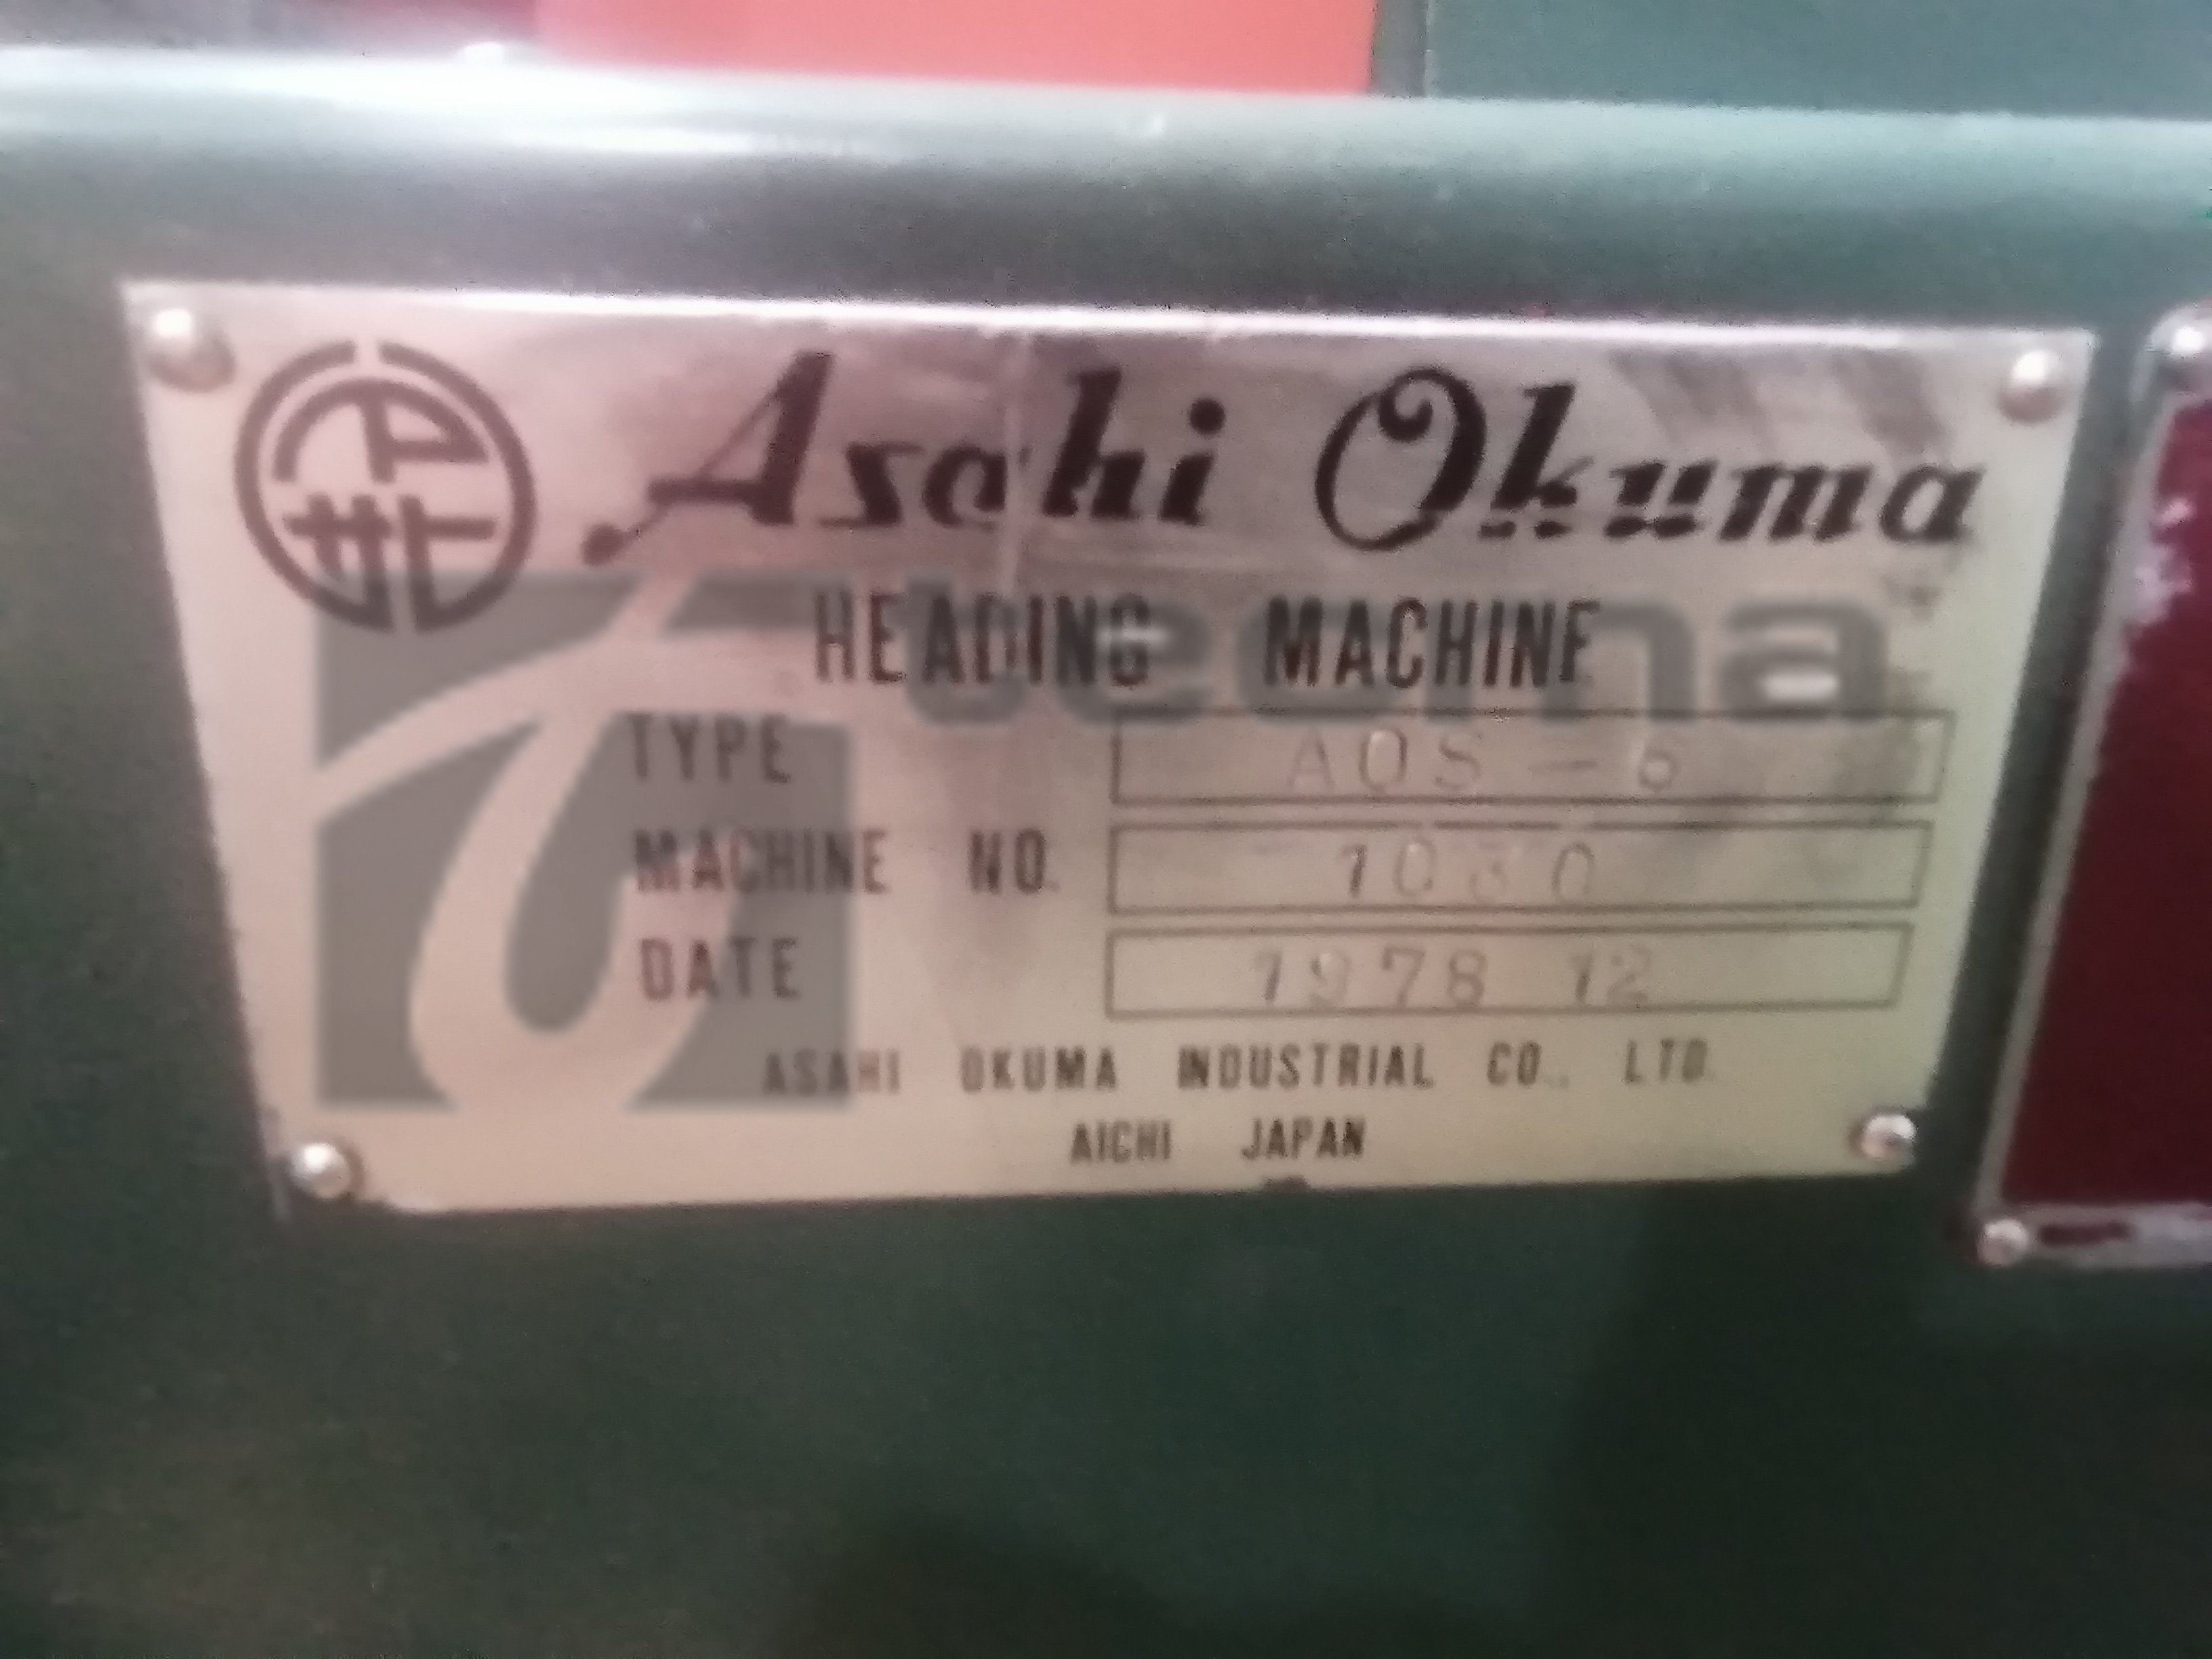 Asahi Okuma
tecna
HEADING MACHINE
TYPE AOS-6
MACHINE NO. 1030
DATE 1978 12
ASAHI OKUMA INDUSTRIAL CO., LTD.
AICHI JAPAN